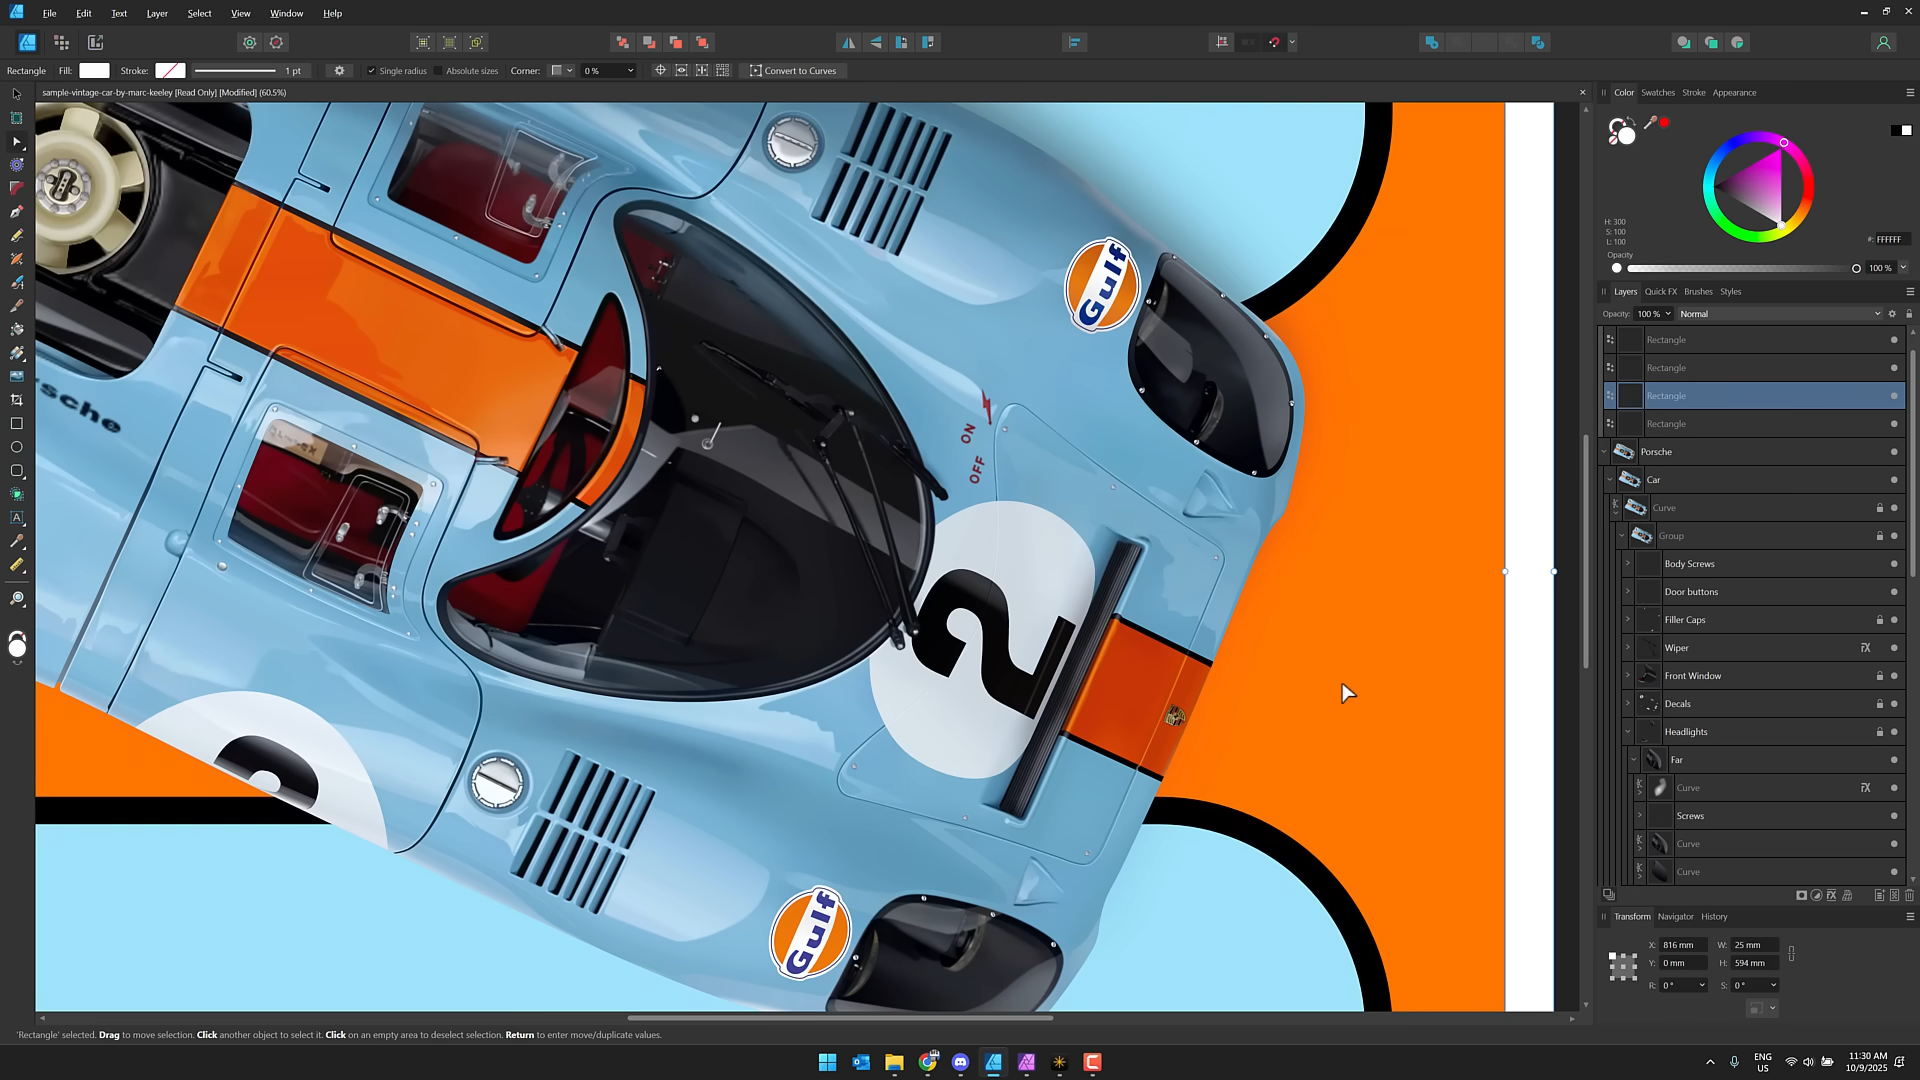 File Edit Text Layer Select View Window Help
Rectangle Fill: Stroke: 1 pt Single radius Absolute sizes Corner: 0 % Convert to Curves
sample-vintage-car-by-marc-keeley [Read Only] [Modified] (60.5%)
Color Swatches Stroke Appearance
H: 300
S: 100
L: 100
#: FFFFFF
Opacity
100 %
Layers Quick FX Brushes Styles
Opacity: 100 % Normal
Rectangle
Rectangle
Rectangle
Rectangle
Porsche
Car
Curve
Group
Body Screws
Door buttons
Filler Caps
Wiper
Front Window
Decals
Headlights
Far
Curve
Screws
Curve
Curve
Transform Navigator History
X: 816 mm W: 25 mm
Y: 0 mm H: 594 mm
R: 0 ° S: 0 °
sche
Gulf
ON
OFF
2
Gulf
'Rectangle' selected. Drag to move selection. Click another object to select it. Click on an empty area to deselect selection. Return to enter move/duplicate values.
ENG
US
11:30 AM
10/9/2025